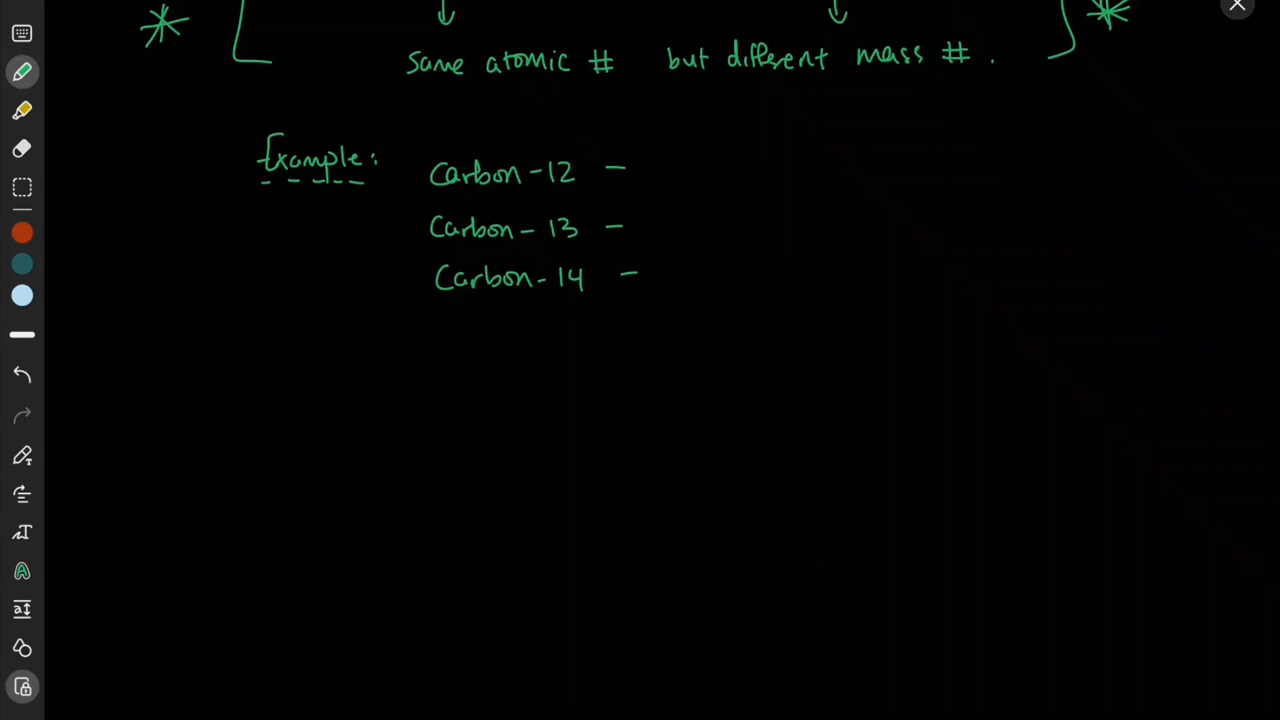 same atomic # but different mass # .
Example:
Carbon-12 -
Carbon-13 -
Carbon-14 -